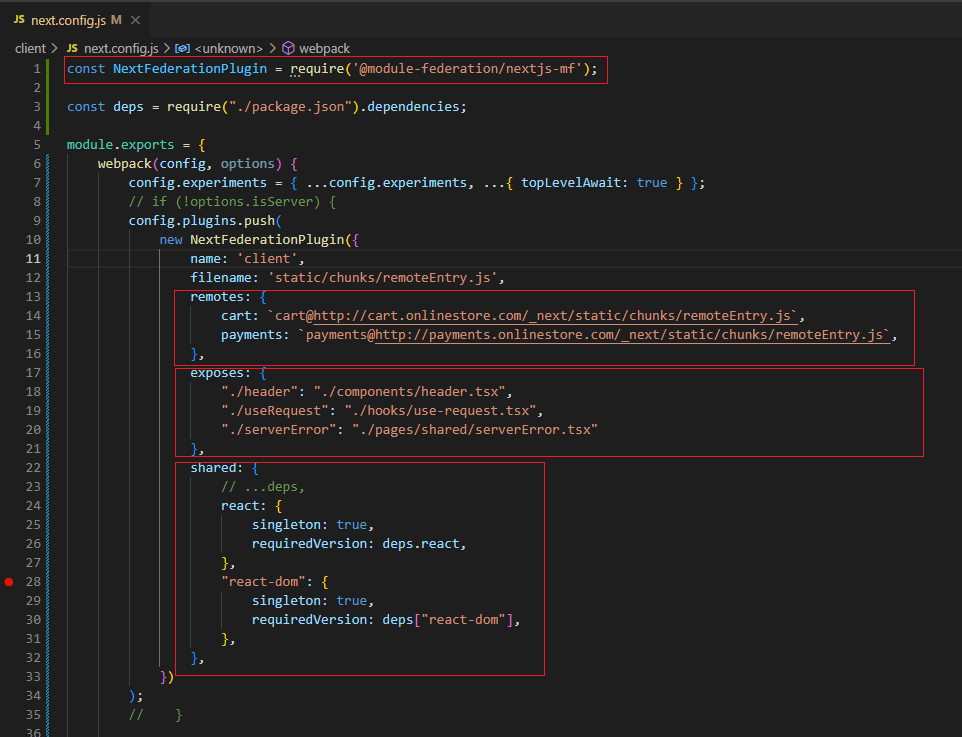 JS next.config.js M ×
client > JS next.config.js > <unknown> > webpack
1 const NextFederationPlugin = require('@module-federation/nextjs-mf');
2
3 const deps = require("./package.json").dependencies;
4
5 module.exports = {
6     webpack(config, options) {
7         config.experiments = { ...config.experiments, ...{ topLevelAwait: true } };
8         // if (!options.isServer) {
9         config.plugins.push(
10             new NextFederationPlugin({
11                 name: 'client',
12                 filename: 'static/chunks/remoteEntry.js',
13                 remotes: {
14                     cart: `cart@http://cart.onlinestore.com/_next/static/chunks/remoteEntry.js`,
15                     payments: `payments@http://payments.onlinestore.com/_next/static/chunks/remoteEntry.js`,
16                 },
17                 exposes: {
18                     "./header": "./components/header.tsx",
19                     "./useRequest": "./hooks/use-request.tsx",
20                     "./serverError": "./pages/shared/serverError.tsx"
21                 },
22                 shared: {
23                     // ...deps,
24                     react: {
25                         singleton: true,
26                         requiredVersion: deps.react,
27                     },
28                     "react-dom": {
29                         singleton: true,
30                         requiredVersion: deps["react-dom"],
31                     },
32                 },
33             })
34         );
35         //    }
36